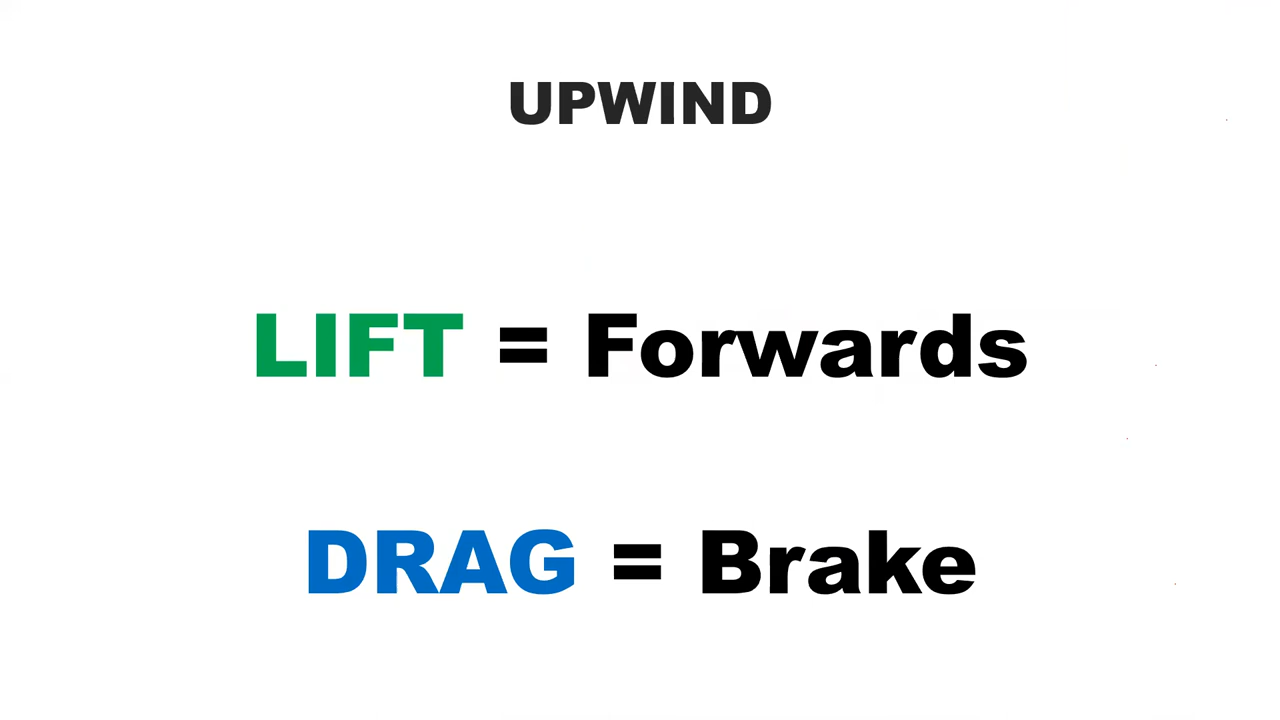 UPWIND
LIFT = Forwards
DRAG = Brake